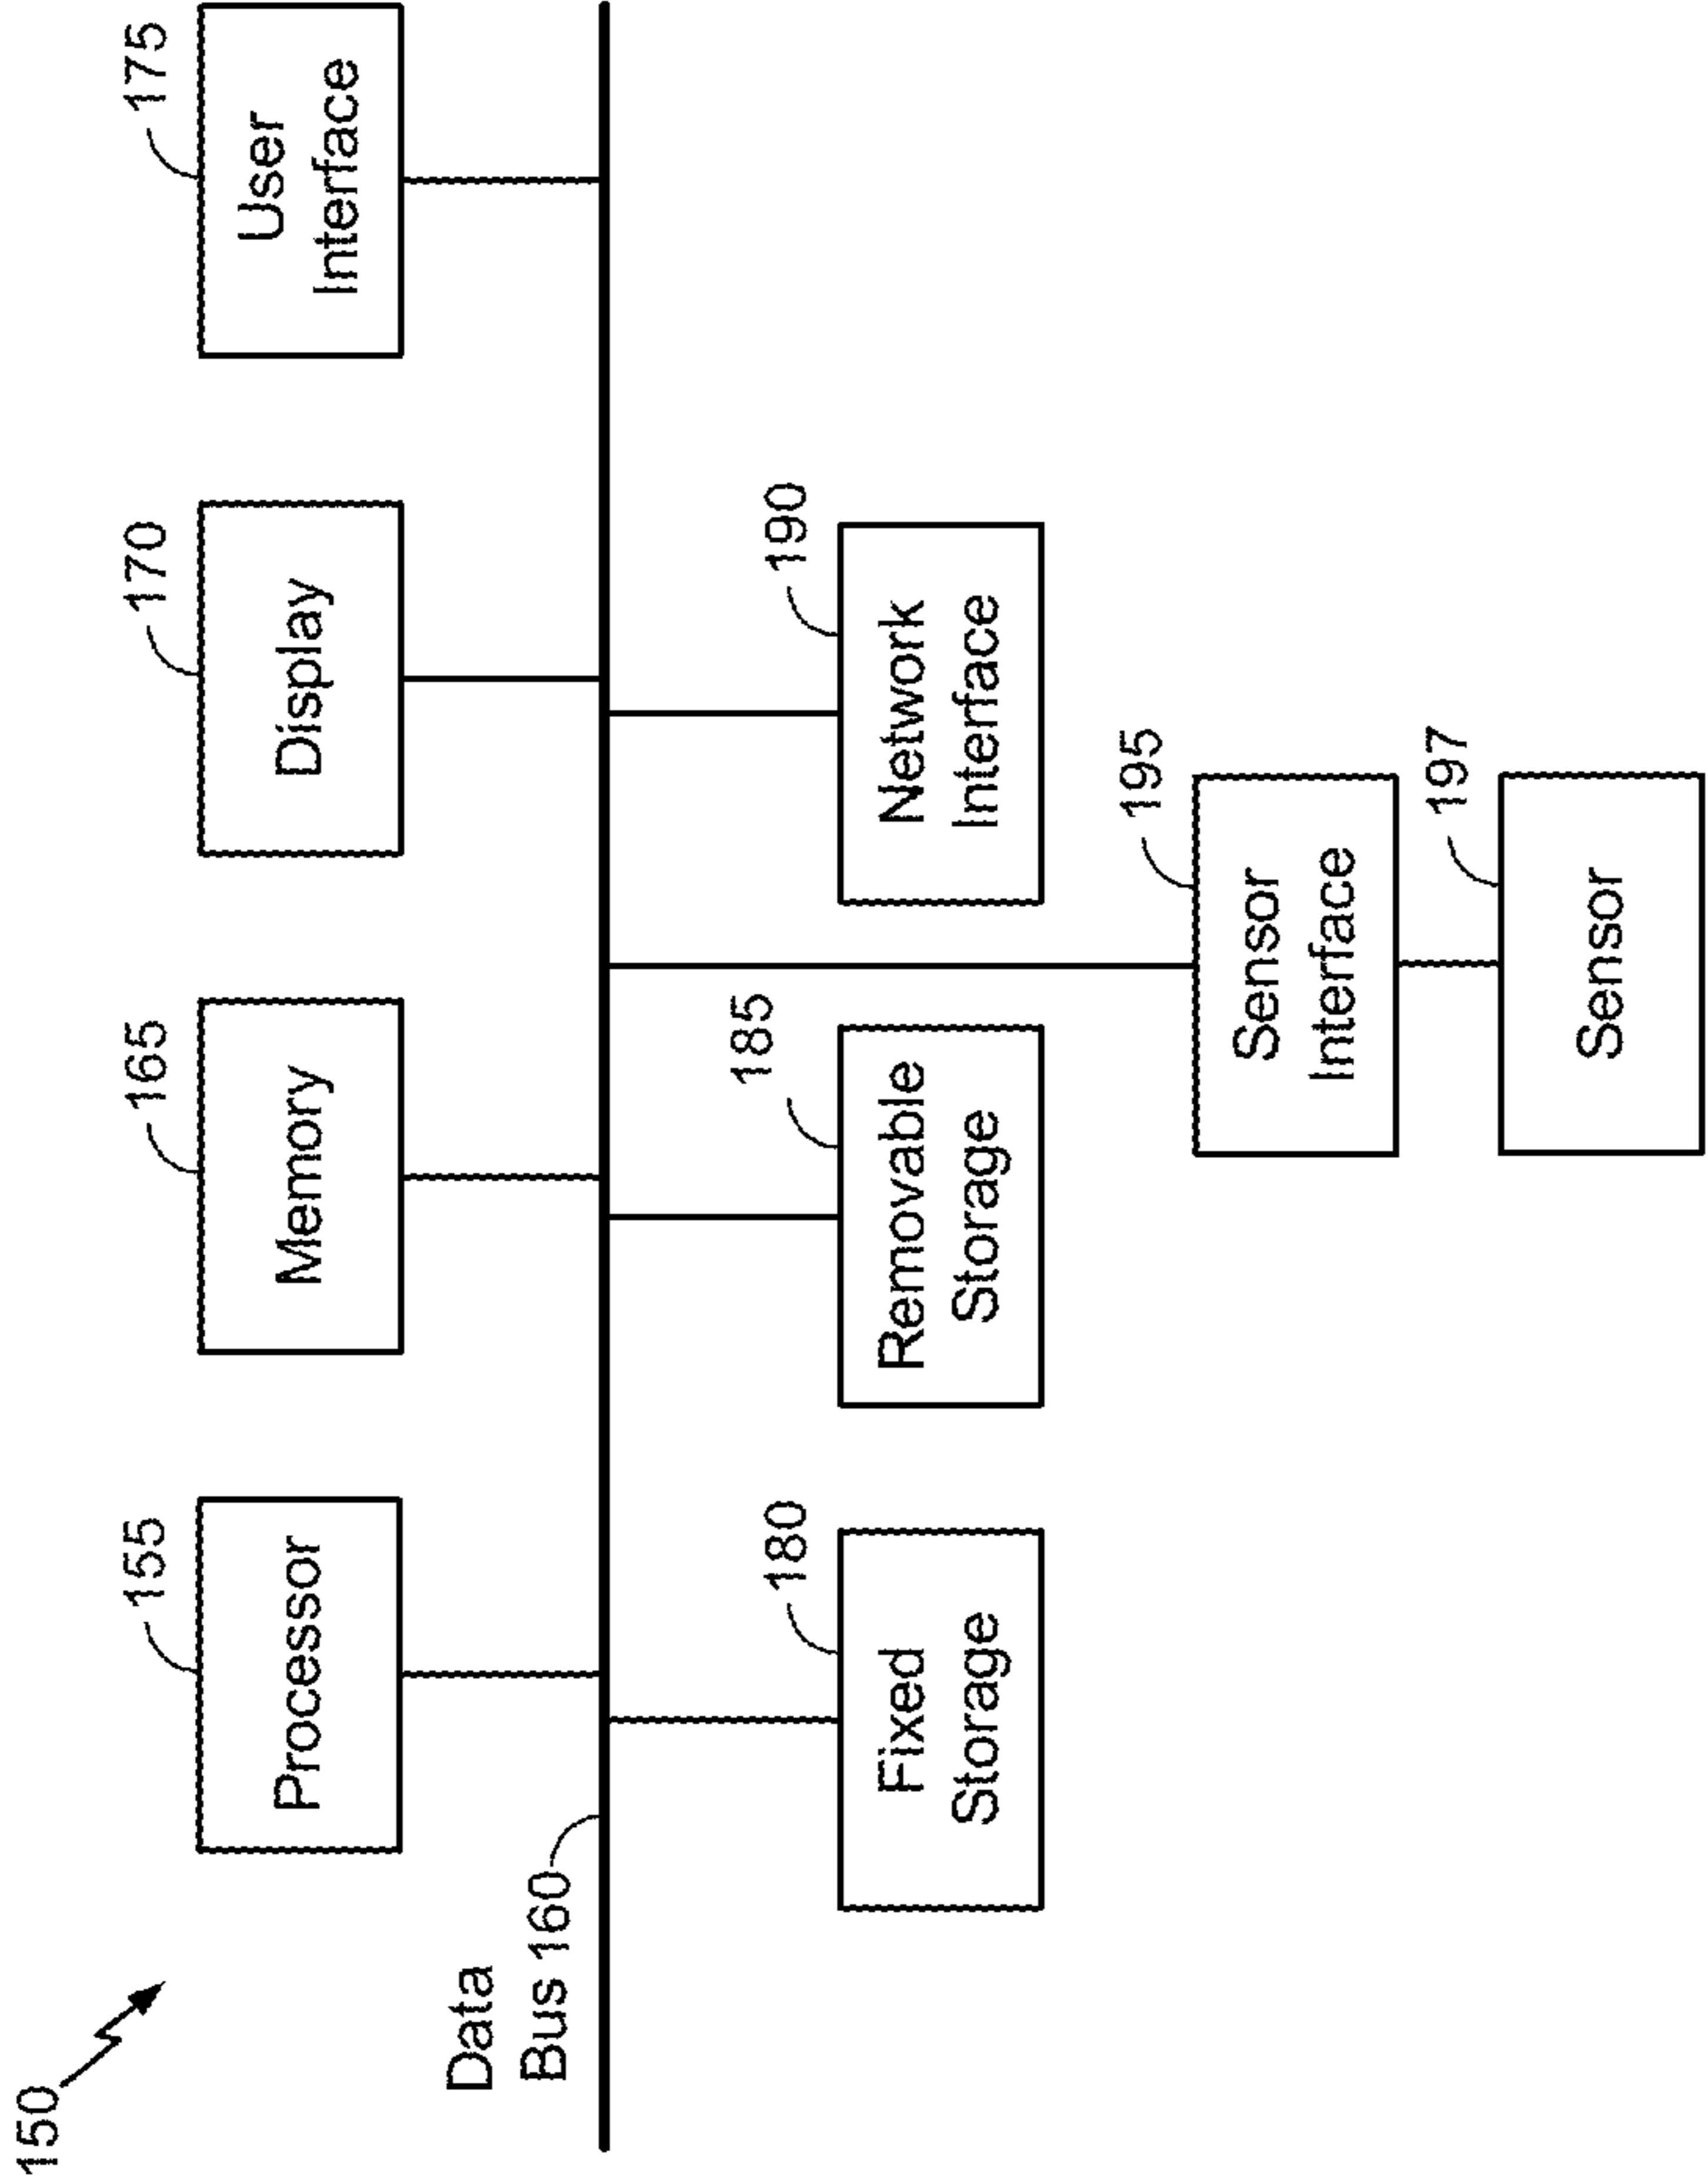 150
155
165
170
175
Processor
Memory
Display
User
Interface
Data
Bus 160
180
185
190
Fixed
Storage
Removable
Storage
Network
Interface
195
Sensor
Interface
197
Sensor